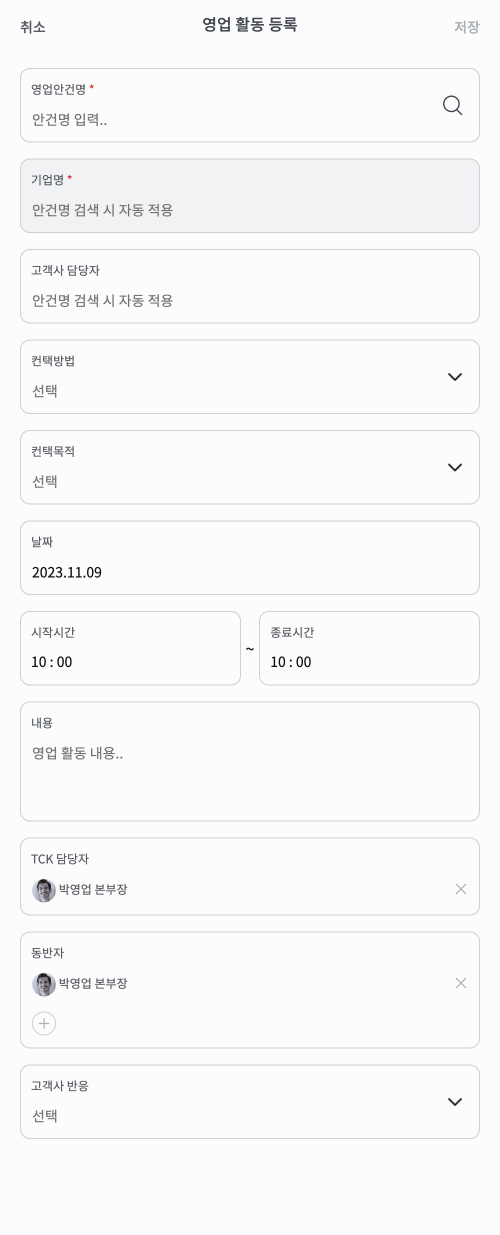 취소
영업 활동 등록
저장
영업안건명 *
안건명 입력..
기업명 *
안건명 검색 시 자동 적용
고객사 담당자
안건명 검색 시 자동 적용
컨택방법
선택
컨택목적
선택
날짜
2023.11.09
시작시간
10 : 00
~
종료시간
10 : 00
내용
영업 활동 내용..
TCK 담당자
박영업 본부장
동반자
박영업 본부장
고객사 반응
선택